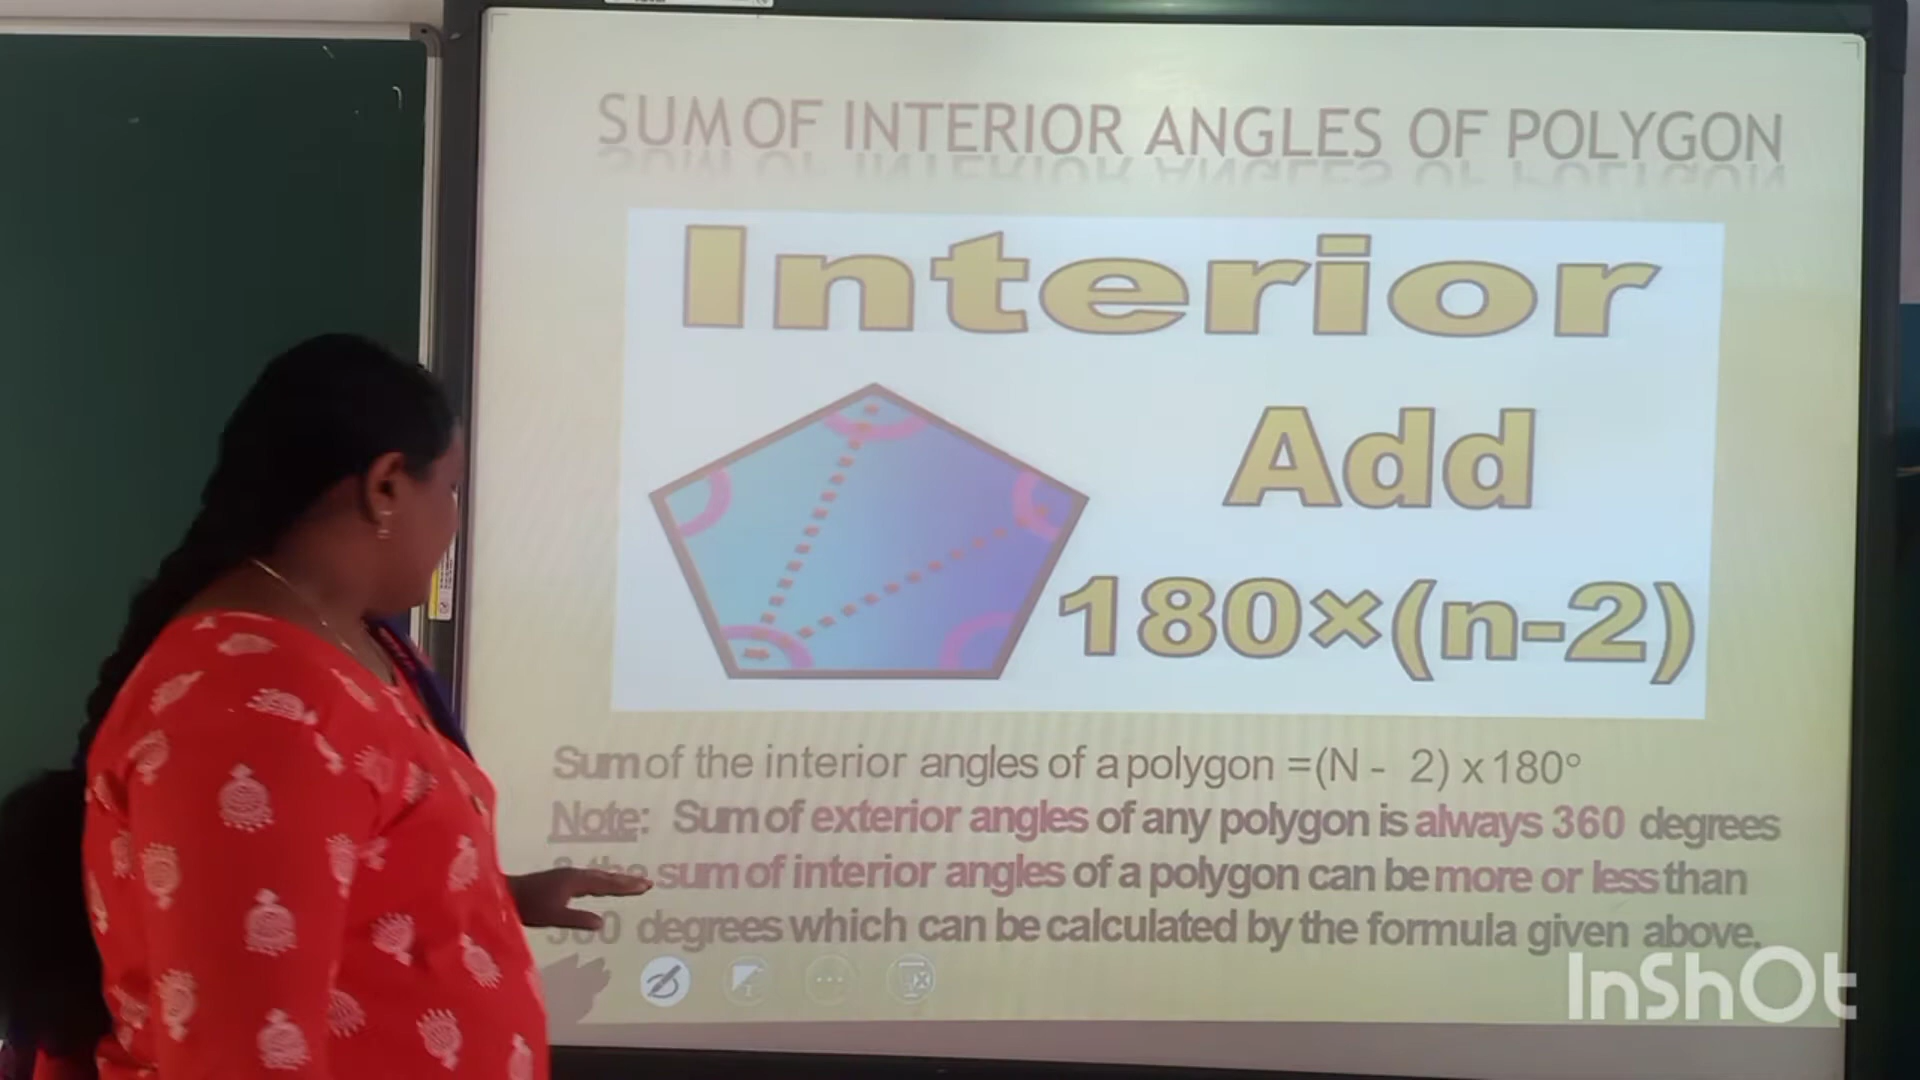 SUM OF INTERIOR ANGLES OF POLYGON
Interior
Add
180×(n-2)
Sum of the interior angles of a polygon =(N - 2) x 180°
Note: Sum of exterior angles of any polygon is always 360 degrees
& the sum of interior angles of a polygon can be more or less than
360 degrees which can be calculated by the formula given above.
InShOt